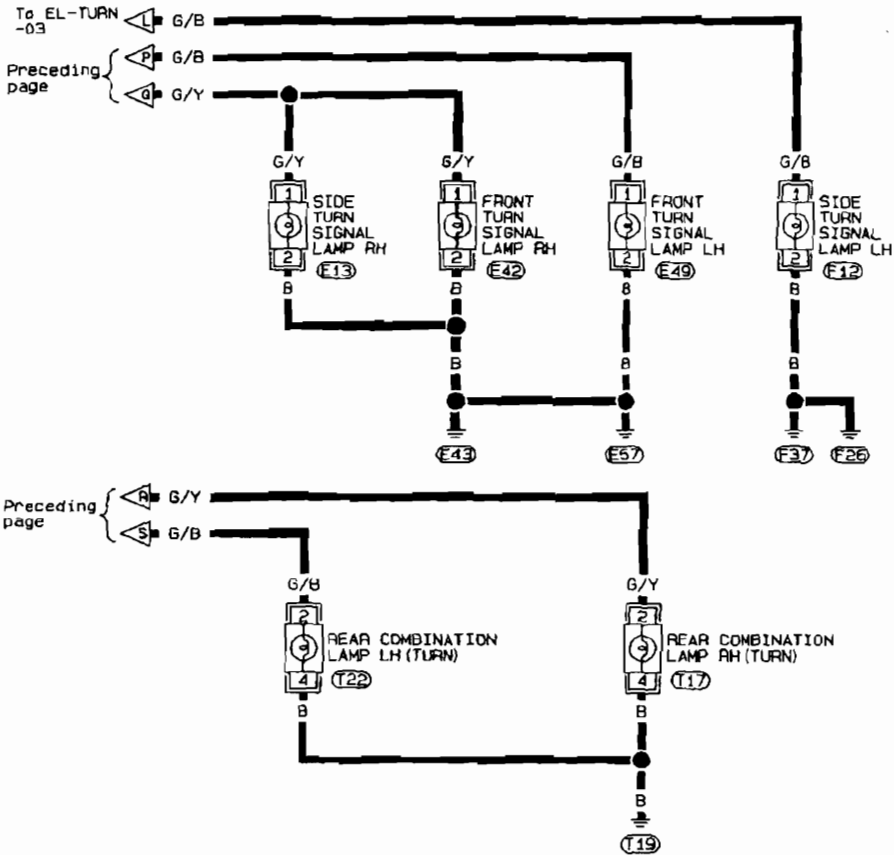 To EL-TURN
-03
L G/B
P G/B
Preceding
page
Q G/Y
G/Y G/Y G/B G/B
1 1 1 1
SIDE
TURN
SIGNAL
LAMP RH
FRONT
TURN
SIGNAL
LAMP RH
FRONT
TURN
SIGNAL
LAMP LH
SIDE
TURN
SIGNAL
LAMP LH
2 2 2 2
E13 E42 E49 F12
B B B B
B B B
E43 E57 F37 F26
R G/Y
Preceding
page
S G/B
G/B G/Y
2 2
REAR COMBINATION
LAMP LH (TURN)
REAR COMBINATION
LAMP RH (TURN)
4 4
T22 T17
B B
B
T19